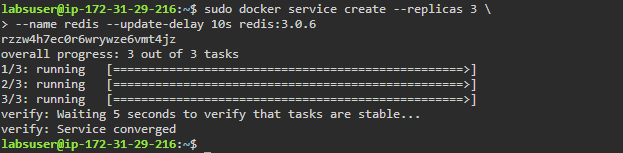 labsuser@ip-172-31-29-216:~$ sudo docker service create --replicas 3 \
> --name redis --update-delay 10s redis:3.0.6
rzzw4h7ec0r6wrywze6vmt4jz
overall progress: 3 out of 3 tasks
1/3: running   [==================================================>]
2/3: running   [==================================================>]
3/3: running   [==================================================>]
verify: Waiting 5 seconds to verify that tasks are stable...
verify: Service converged
labsuser@ip-172-31-29-216:~$